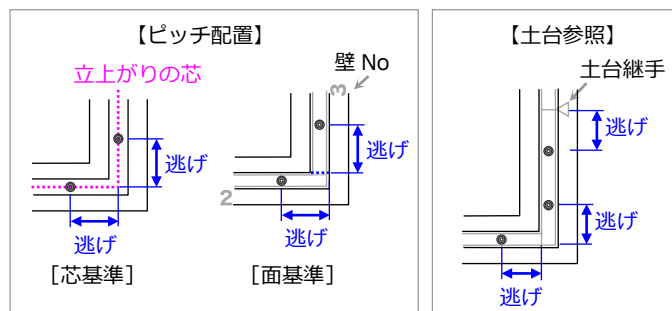 【ピッチ配置】
立上がりの芯
逃げ
逃げ
［芯基準］
壁 No
3
2
逃げ
逃げ
［面基準］
【土台参照】
土台継手
逃げ
逃げ
逃げ